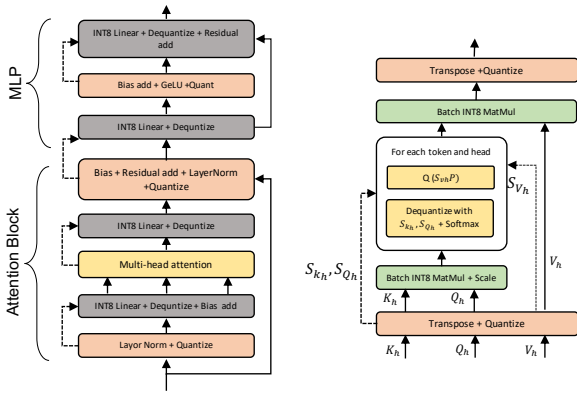 MLP
INT8 Linear + Dequantize + Residual
add
Bias add + GeLU +Quant
INT8 Linear + Dequntize
Attention Block
Bias + Residual add + LayerNorm
+Quantize
INT8 Linear + Dequntize
Multi-head attention
INT8 Linear + Dequntize + Bias add
Layor Norm + Quantize
Transpose +Quantize
Batch INT8 MatMul
For each token and head
Q (S_{vh}P)
Dequantize with
S_{k_h}, S_{Q_h} + Softmax
S_{V_h}
S_{k_h}, S_{Q_h}
V_h
Batch INT8 MatMul + Scale
K_h
Q_h
Transpose + Quantize
K_h
Q_h
V_h